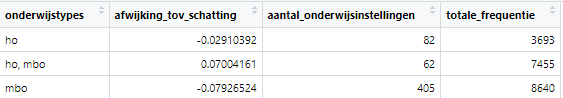 onderwijstypes afwijking_tov_schatting aantal_onderwijsinstellingen totale_frequentie
ho -0.02910392 82 3693
ho, mbo 0.07004161 62 7455
mbo -0.07926524 405 8640